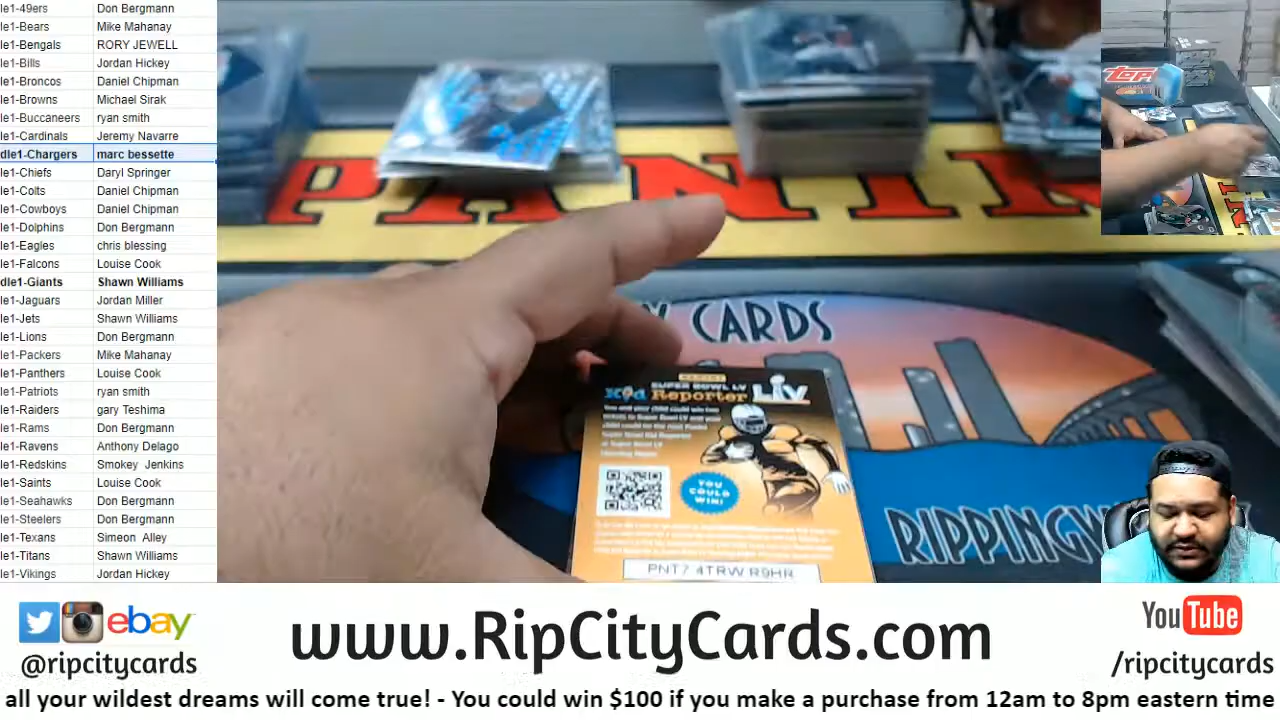 le1-49ers Don Bergmann
le1-Bears Mike Mahanay
le1-Bengals RORY JEWELL
le1-Bills Jordan Hickey
le1-Broncos Daniel Chipman
le1-Browns Michael Sirak
le1-Buccaneers ryan smith
le1-Cardinals Jeremy Navarre
dle1-Chargers marc bessette
le1-Chiefs Daryl Springer
le1-Colts Daniel Chipman
le1-Cowboys Daniel Chipman
le1-Dolphins Don Bergmann
le1-Eagles chris blessing
le1-Falcons Louise Cook
dle1-Giants Shawn Williams
le1-Jaguars Jordan Miller
le1-Jets Shawn Williams
le1-Lions Don Bergmann
le1-Packers Mike Mahanay
le1-Panthers Louise Cook
le1-Patriots ryan smith
le1-Raiders gary Teshima
le1-Rams Don Bergmann
le1-Ravens Anthony Delago
le1-Redskins Smokey Jenkins
le1-Saints Louise Cook
le1-Seahawks Don Bergmann
le1-Steelers Don Bergmann
le1-Texans Simeon Alley
le1-Titans Shawn Williams
le1-Vikings Jordan Hickey
PANINI
TOPP
Y CARDS
RIPPINGW
PANINI
SUPER BOWL LV
Kid Reporter LIV
YOU
COULD
WIN!
PNT7 4TRW R9HR
ebay
@ripcitycards
www.RipCityCards.com
YouTube
/ripcitycards
all your wildest dreams will come true! - You could win $100 if you make a purchase from 12am to 8pm eastern time